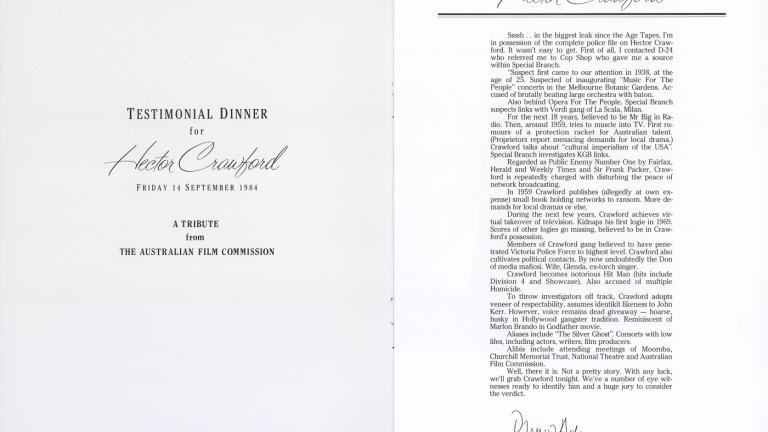 TESTIMONIAL DINNER
for
Hector Crawford
FRIDAY 14 SEPTEMBER 1984
A TRIBUTE
from
THE AUSTRALIAN FILM COMMISSION
Hector Crawford
Ssssh . . in the biggest leak since the Age Tapes, I'm
in possession of the complete police file on Hector Craw-
ford. It wasn't easy to get. First of all, I contacted D-24
who referred me to Cop Shop who gave me a source
within Special Branch.
"Suspect first came to our attention in 1938, at the
age of 25. Suspected of inaugurating "Music For The
People" concerts in the Melbourne Botanic Gardens. Ac-
cused of brutally beating large orchestra with baton.
Also behind Opera For The People. Special Branch
suspects links with Verdi gang of La Scala, Milan.
For the next 18 years, believed to be Mr Big in Ra-
dio. Then, around 1959, tries to muscle into TV. First ru-
mours of a protection racket for Australian talent.
(Proprietors report menacing demands for local drama.)
Crawford talks about "cultural imperialism of the USA".
Special Branch investigates KGB links.
Regarded as Public Enemy Number One by Fairfax,
Herald and Weekly Times and Sir Frank Packer, Craw-
ford is repeatedly charged with disturbing the peace of
network broadcasting.
In 1959 Crawford publishes (allegedly at own ex-
pense) small book holding networks to ransom. More de-
mands for local dramas or else.
During the next few years, Crawford achieves vir-
tual takeover of television. Kidnaps his first logie in 1969.
Scores of other logies go missing, believed to be in Craw-
ford's possession.
Members of Crawford gang believed to have pene-
trated Victoria Police Force to highest level. Crawford also
cultivates political contacts. By now undoubtedly the Don
of media mafiosi. Wife, Glenda, ex-torch singer.
Crawford becomes notorious Hit Man (hits include
Division 4 and Showcase). Also accused of multiple
Homicide.
To throw investigators off track, Crawford adopts
veneer of respectability, assumes identikit likeness to John
Kerr. However, voice remains dead giveaway — hoarse,
husky in Hollywood gangster tradition. Reminiscent of
Marlon Brando in Godfather movie.
Aliases include "The Silver Ghost". Consorts with low
lifes, including actors, writers, film producers.
Alibis include attending meetings of Moomba,
Churchill Memorial Trust, National Theatre and Australian
Film Commission.
Well, there it is. Not a pretty story. With any luck,
we'll grab Crawford tonight. We've a number of eye wit-
nesses ready to identify him and a huge jury to consider
the verdict.